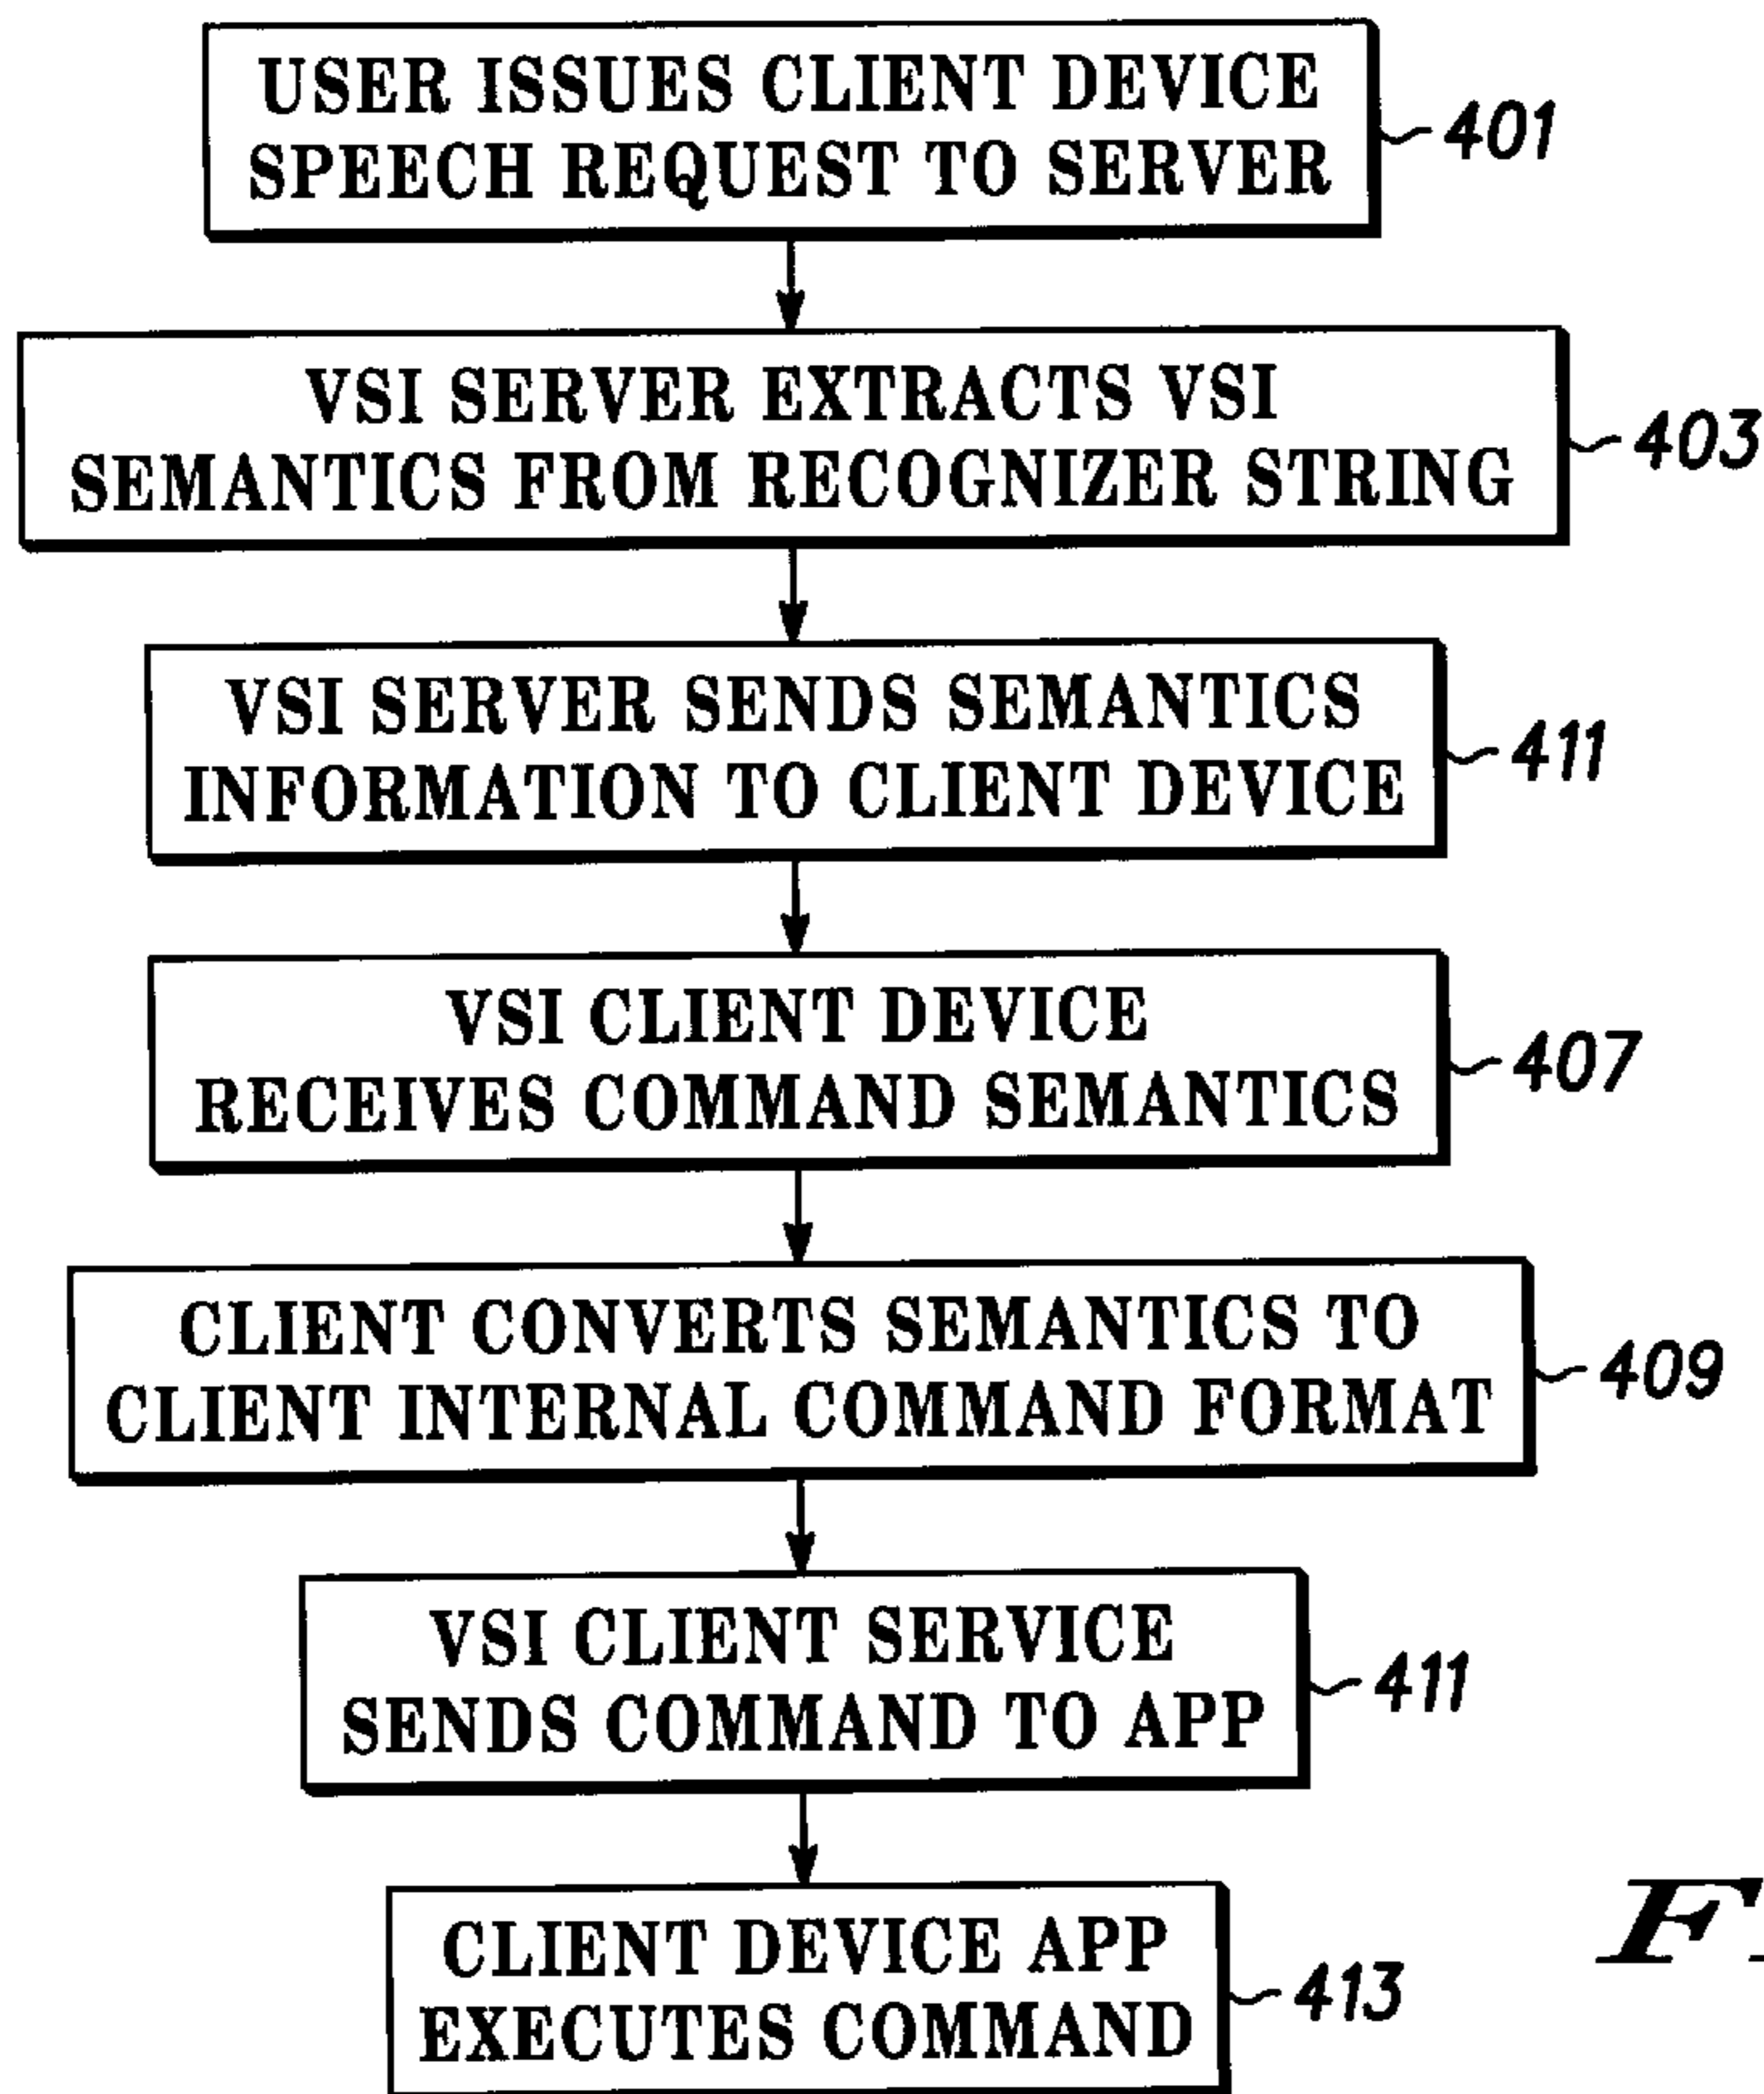 USER ISSUES CLIENT DEVICE
SPEECH REQUEST TO SERVER
401
VSI SERVER EXTRACTS VSI
SEMANTICS FROM RECOGNIZER STRING
403
VSI SERVER SENDS SEMANTICS
INFORMATION TO CLIENT DEVICE
411
VSI CLIENT DEVICE
RECEIVES COMMAND SEMANTICS
407
CLIENT CONVERTS SEMANTICS TO
CLIENT INTERNAL COMMAND FORMAT
409
VSI CLIENT SERVICE
SENDS COMMAND TO APP
411
CLIENT DEVICE APP
EXECUTES COMMAND
413